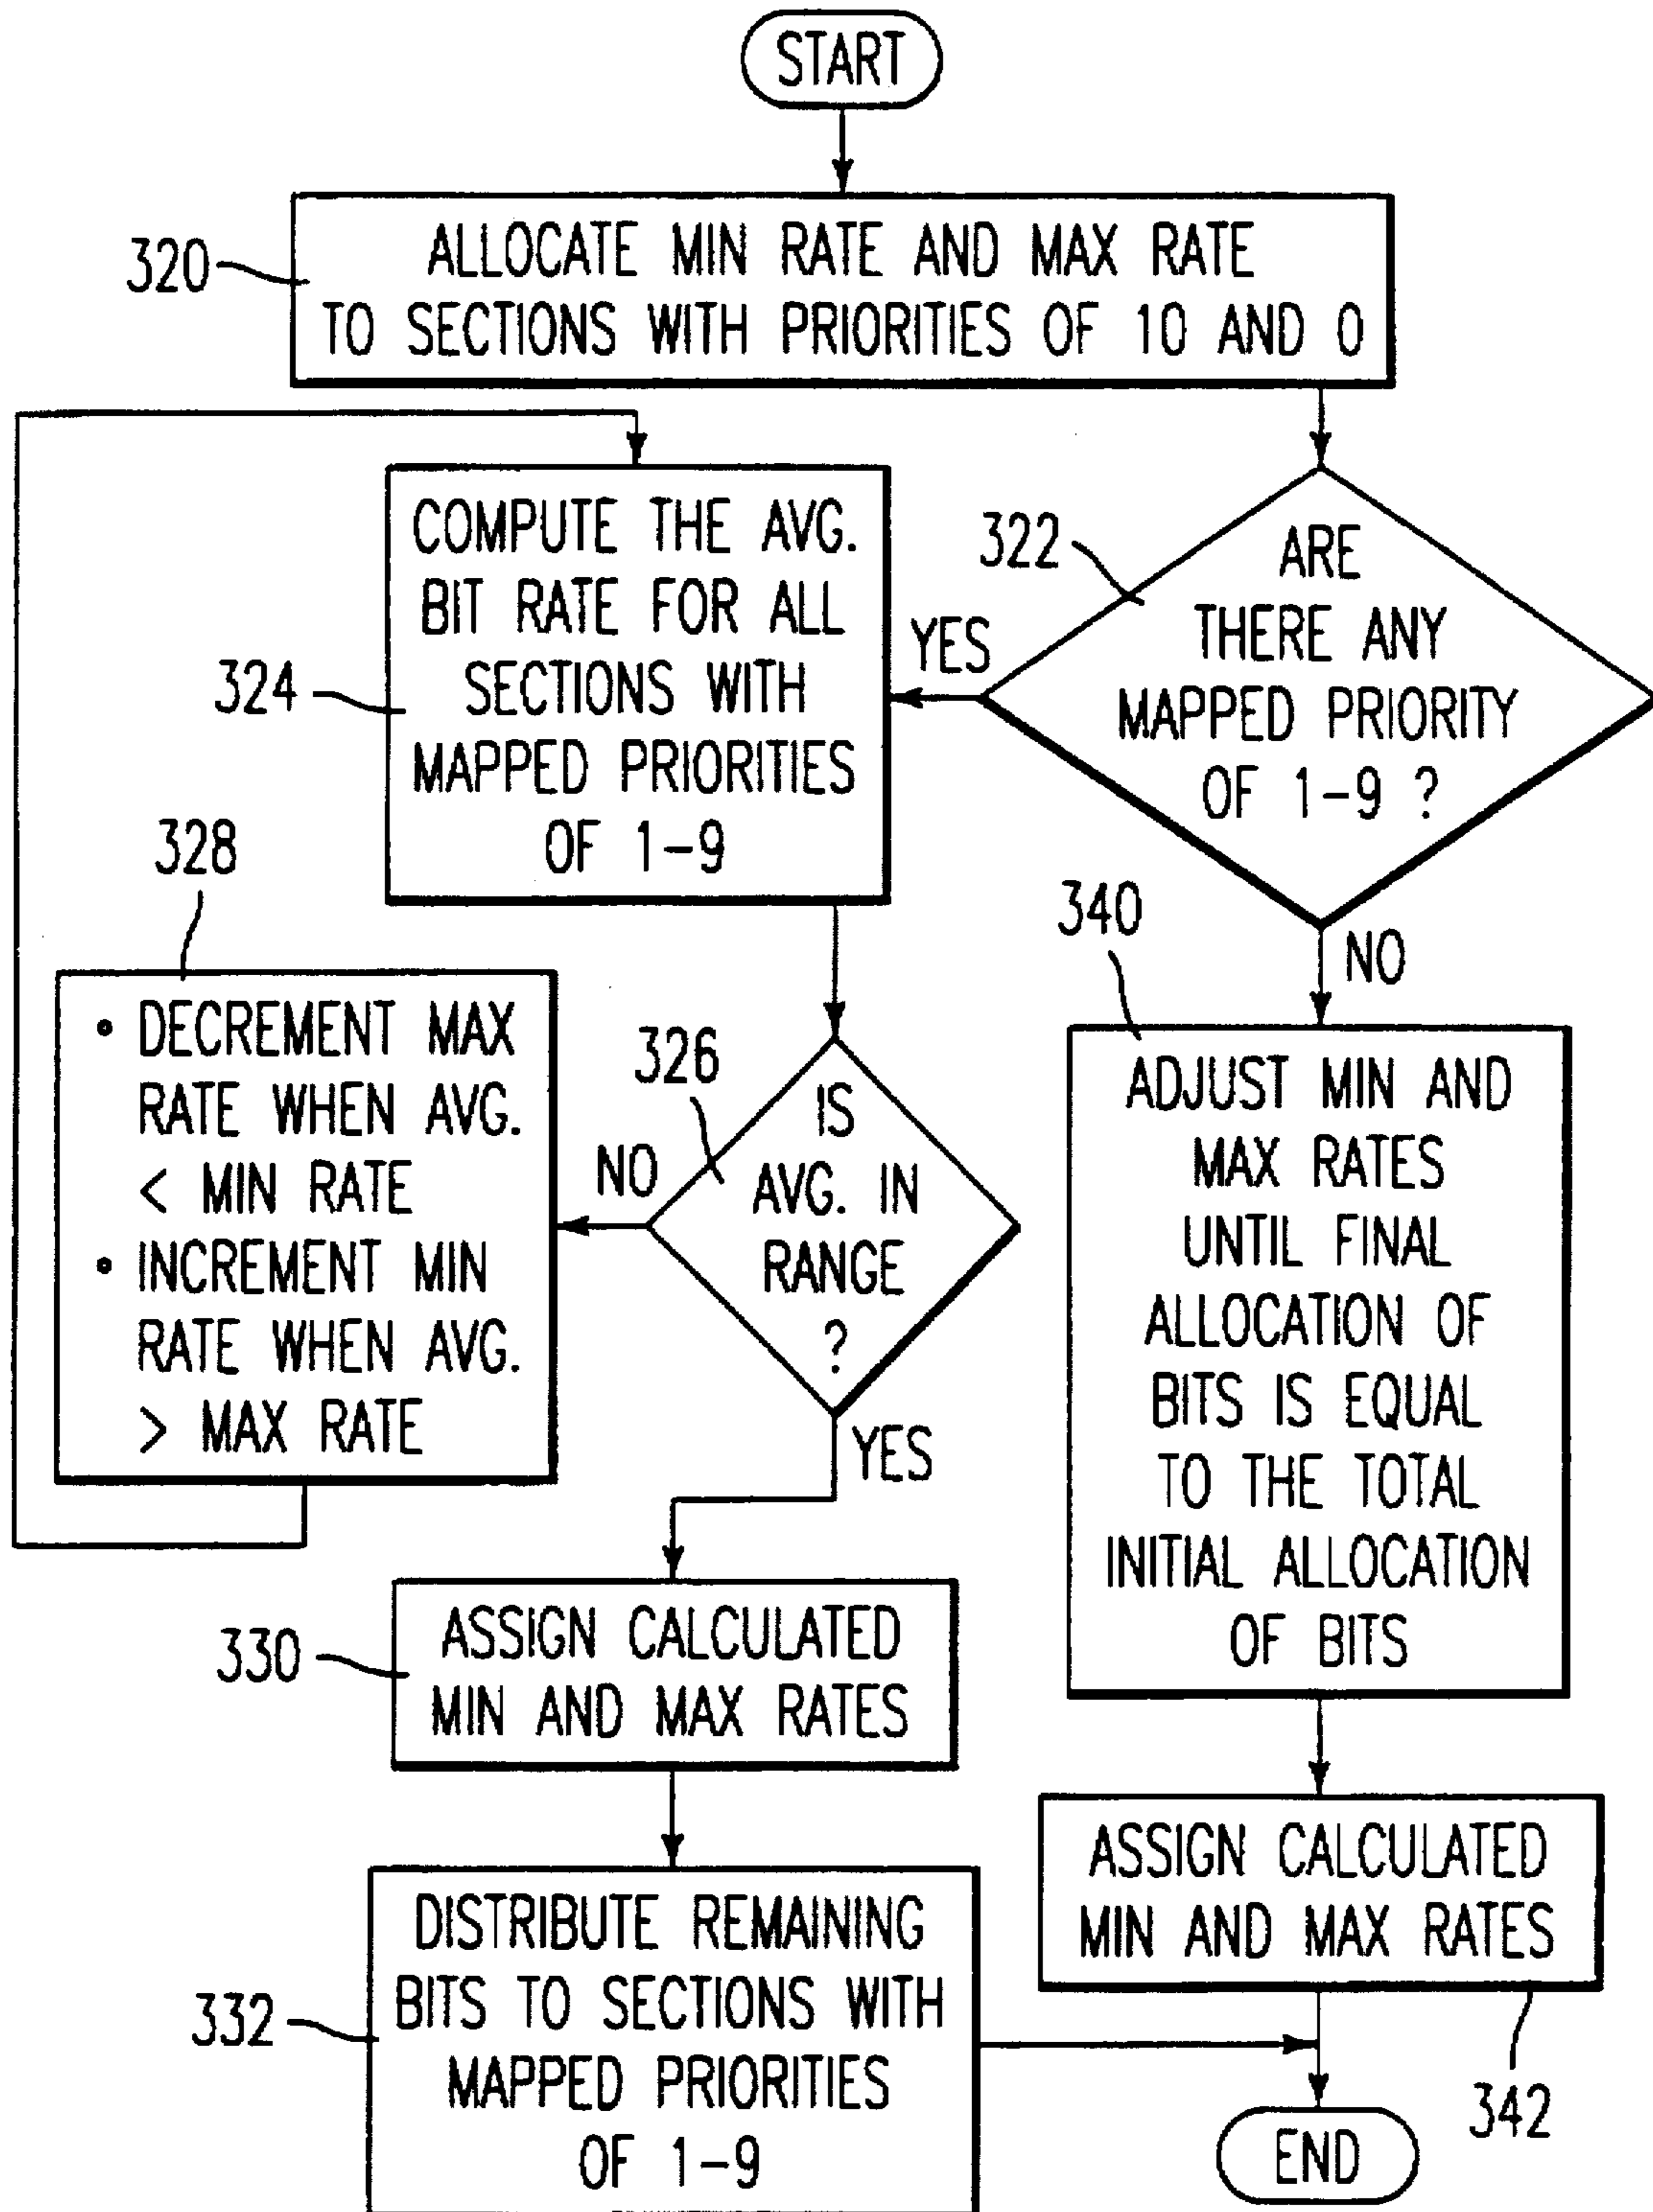 START
320
ALLOCATE MIN RATE AND MAX RATE
TO SECTIONS WITH PRIORITIES OF 10 AND 0
322
ARE
THERE ANY
MAPPED PRIORITY
OF 1-9 ?
YES
NO
324
COMPUTE THE AVG.
BIT RATE FOR ALL
SECTIONS WITH
MAPPED PRIORITIES
OF 1-9
326
IS
AVG. IN
RANGE
?
NO
YES
328
• DECREMENT MAX
RATE WHEN AVG.
< MIN RATE
• INCREMENT MIN
RATE WHEN AVG.
> MAX RATE
330
ASSIGN CALCULATED
MIN AND MAX RATES
332
DISTRIBUTE REMAINING
BITS TO SECTIONS WITH
MAPPED PRIORITIES
OF 1-9
340
ADJUST MIN AND
MAX RATES
UNTIL FINAL
ALLOCATION OF
BITS IS EQUAL
TO THE TOTAL
INITIAL ALLOCATION
OF BITS
ASSIGN CALCULATED
MIN AND MAX RATES
342
END